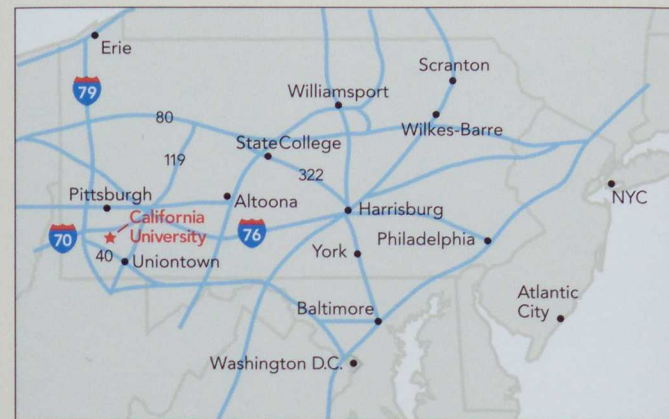 Erie
79
Scranton
Williamsport
80
Wilkes-Barre
StateCollege
119
322
Pittsburgh
Altoona
Harrisburg
NYC
California
University
70
76
Philadelphia
40
Uniontown
York
Baltimore
Atlantic
City
Washington D.C.